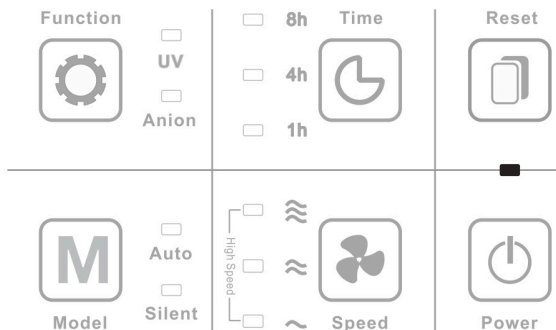 Function
UV
Anion
8h
Time
4h
1h
Reset
M
Model
Auto
Silent
High Speed
Speed
Power